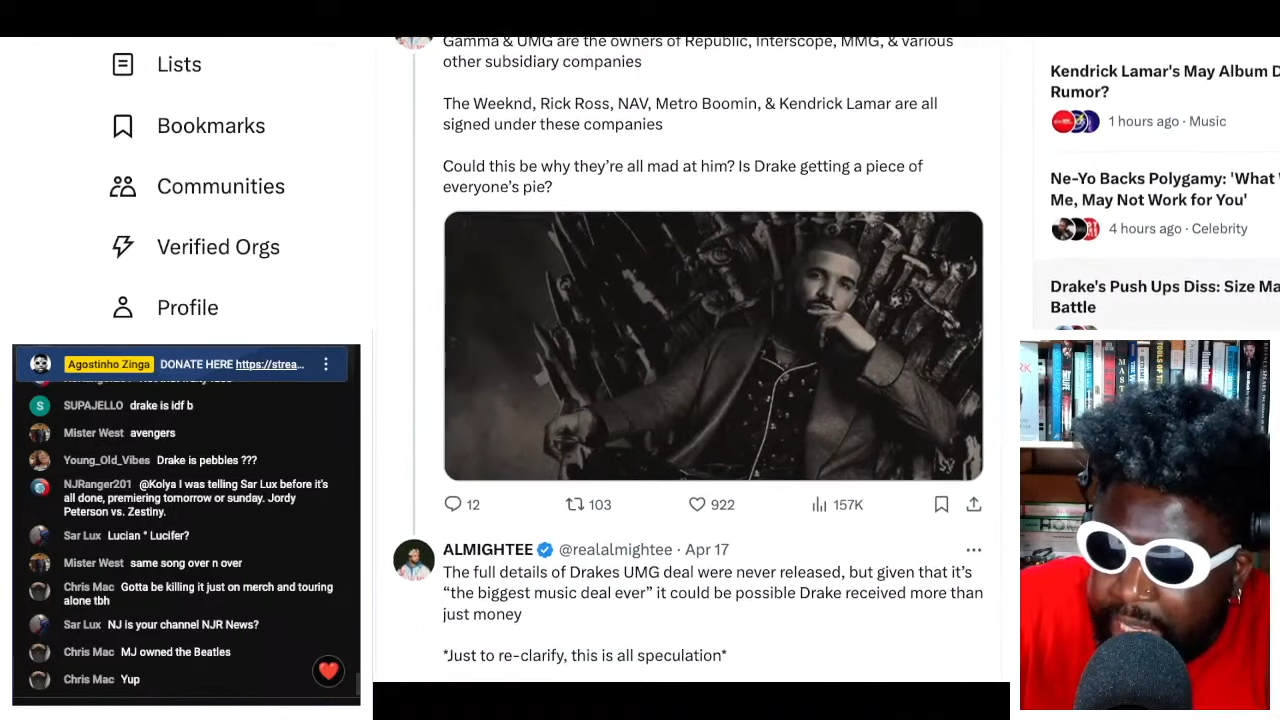 Lists
Bookmarks
Communities
Verified Orgs
Profile
Gamma & UMG are the owners of Republic, Interscope, MMG, & various
other subsidiary companies
The Weeknd, Rick Ross, NAV, Metro Boomin, & Kendrick Lamar are all
signed under these companies
Could this be why they’re all mad at him? Is Drake getting a piece of
everyone’s pie?
12
103
922
157K
ALMIGHTEE @realalmightee · Apr 17
The full details of Drakes UMG deal were never released, but given that it’s
“the biggest music deal ever” it could be possible Drake received more than
just money
*Just to re-clarify, this is all speculation*
Kendrick Lamar's May Album D
Rumor?
1 hours ago · Music
Ne-Yo Backs Polygamy: 'What
Me, May Not Work for You'
4 hours ago · Celebrity
Drake's Push Ups Diss: Size Ma
Battle
Agostinho Zinga DONATE HERE https://strea...
S SUPAJELLO drake is idf b
Mister West avengers
Young_Old_Vibes Drake is pebbles ???
NJRanger201 @Kolya I was telling Sar Lux before it's
all done, premiering tomorrow or sunday. Jordy
Peterson vs. Zestiny.
Sar Lux Lucian * Lucifer?
Mister West same song over n over
Chris Mac Gotta be killing it just on merch and touring
alone tbh
Sar Lux NJ is your channel NJR News?
Chris Mac MJ owned the Beatles
Chris Mac Yup